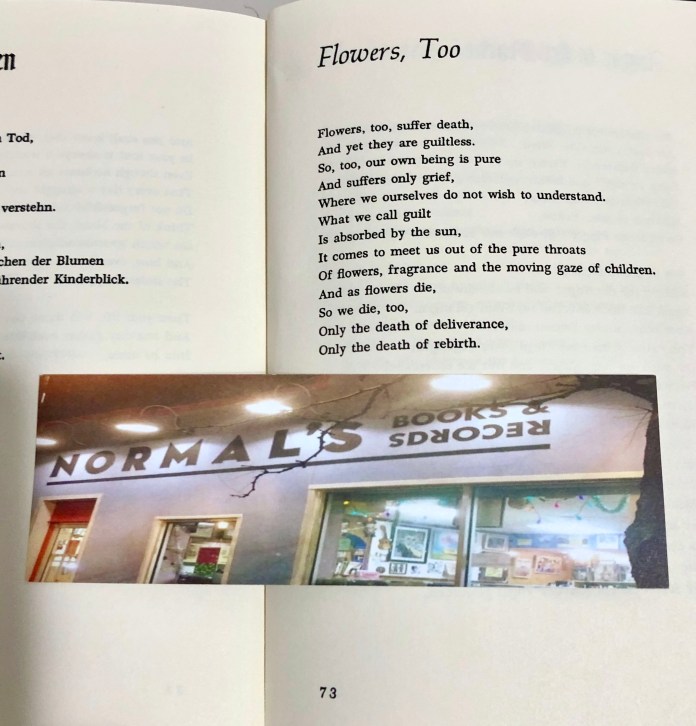 en
Tod,
n
verstehn.
chen der Blumen
ührender Kinderblick.
Flowers, Too
Flowers, too, suffer death,
And yet they are guiltless.
So, too, our own being is pure
And suffers only grief,
Where we ourselves do not wish to understand.
What we call guilt
Is absorbed by the sun,
It comes to meet us out of the pure throats
Of flowers, fragrance and the moving gaze of children.
And as flowers die,
So we die, too,
Only the death of deliverance,
Only the death of rebirth.
NORMAL'S
BOOKS &
RECORDS
73